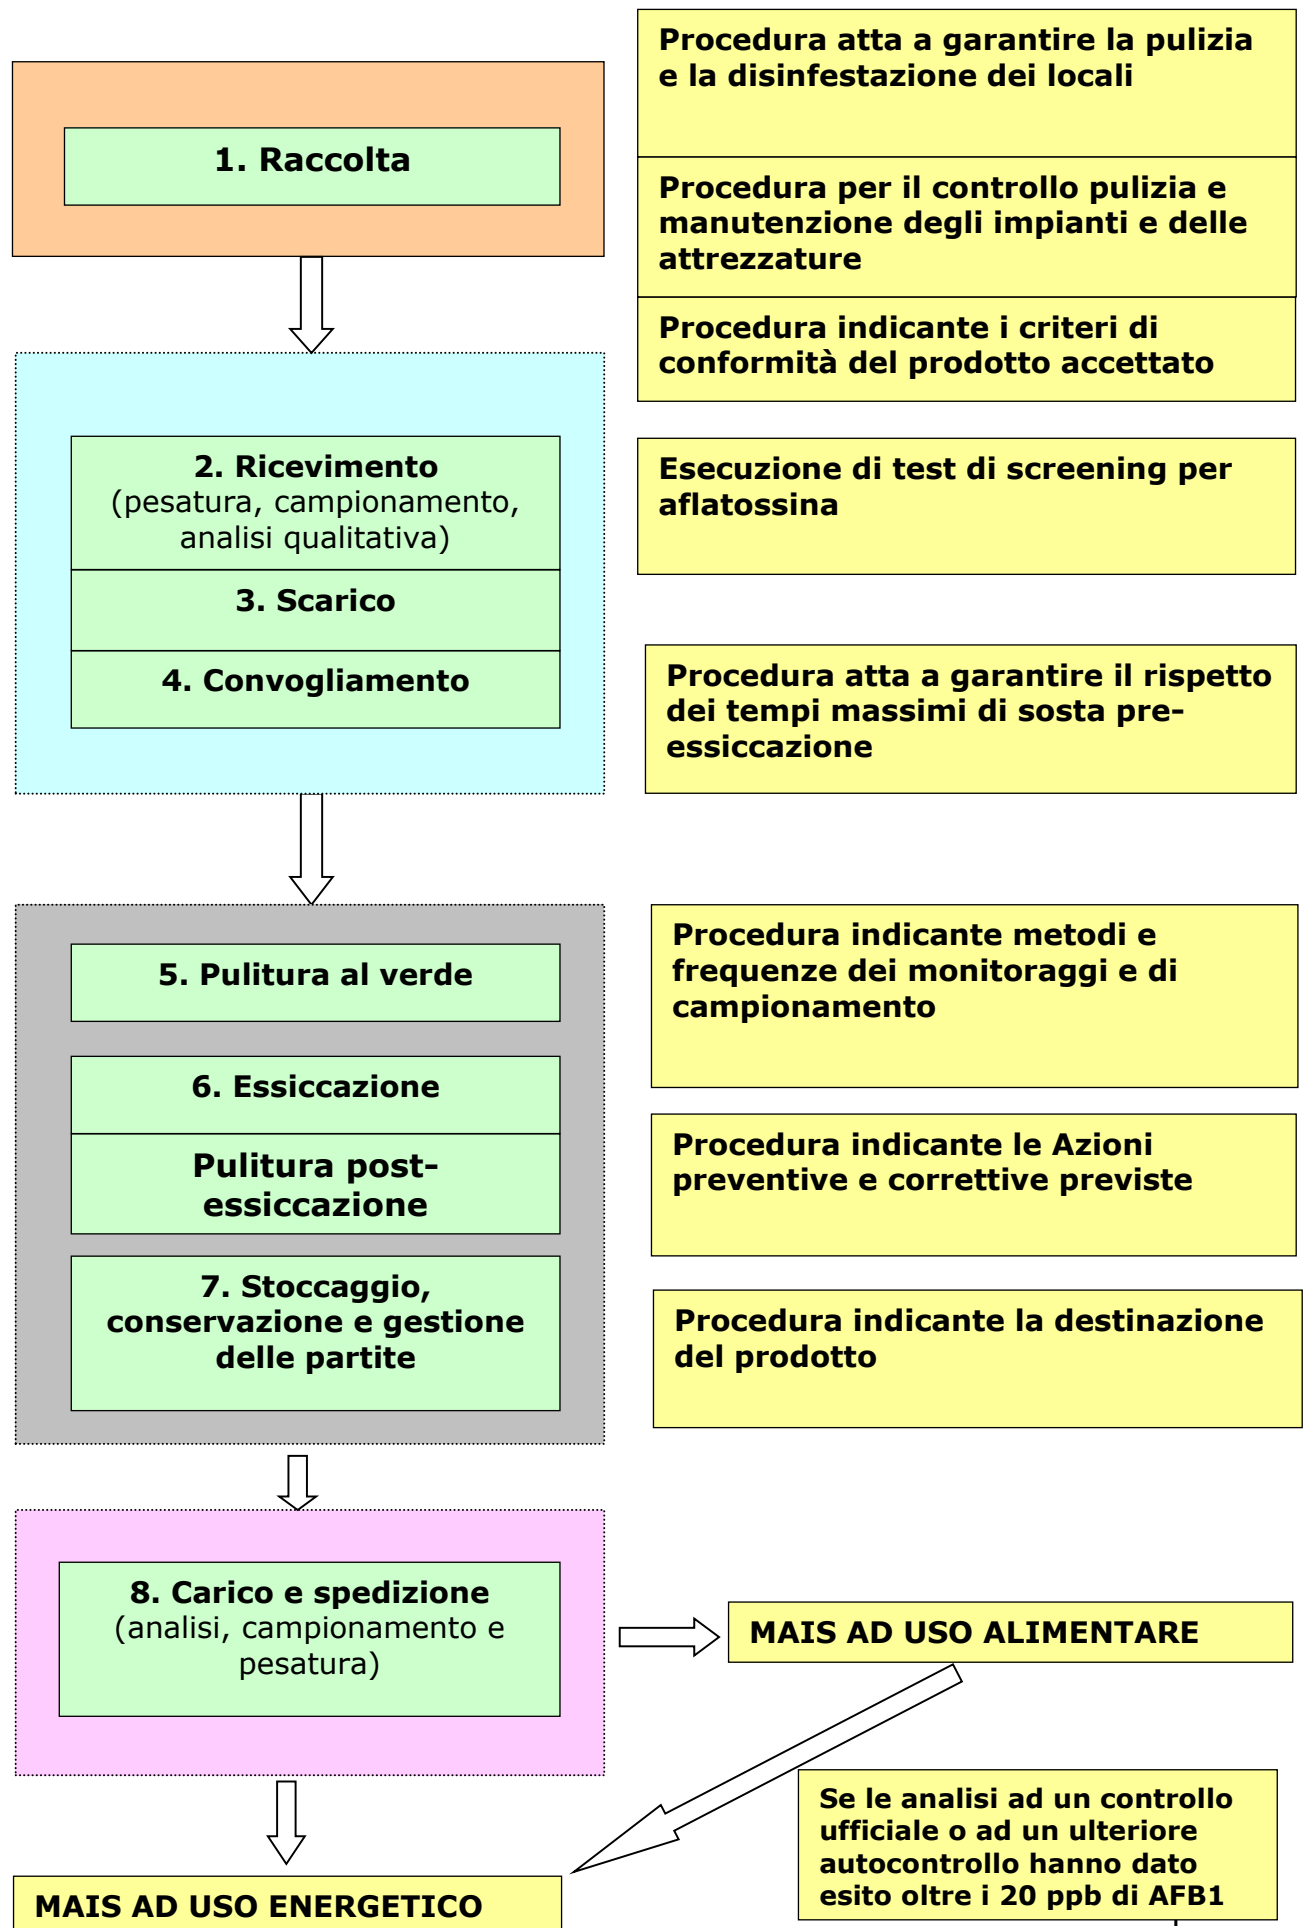 Procedura atta a garantire la pulizia
e la disinfestazione dei locali
1. Raccolta
Procedura per il controllo pulizia e
manutenzione degli impianti e delle
attrezzature
Procedura indicante i criteri di
conformità del prodotto accettato
2. Ricevimento
(pesatura, campionamento,
analisi qualitativa)
Esecuzione di test di screening per
aflatossina
3. Scarico
4. Convogliamento
Procedura atta a garantire il rispetto
dei tempi massimi di sosta pre-
essiccazione
5. Pulitura al verde
Procedura indicante metodi e
frequenze dei monitoraggi e di
campionamento
6. Essiccazione
Pulitura post-
essiccazione
Procedura indicante le Azioni
preventive e correttive previste
7. Stoccaggio,
conservazione e gestione
delle partite
Procedura indicante la destinazione
del prodotto
8. Carico e spedizione
(analisi, campionamento e
pesatura)
MAIS AD USO ALIMENTARE
Se le analisi ad un controllo
ufficiale o ad un ulteriore
autocontrollo hanno dato
esito oltre i 20 ppb di AFB1
MAIS AD USO ENERGETICO